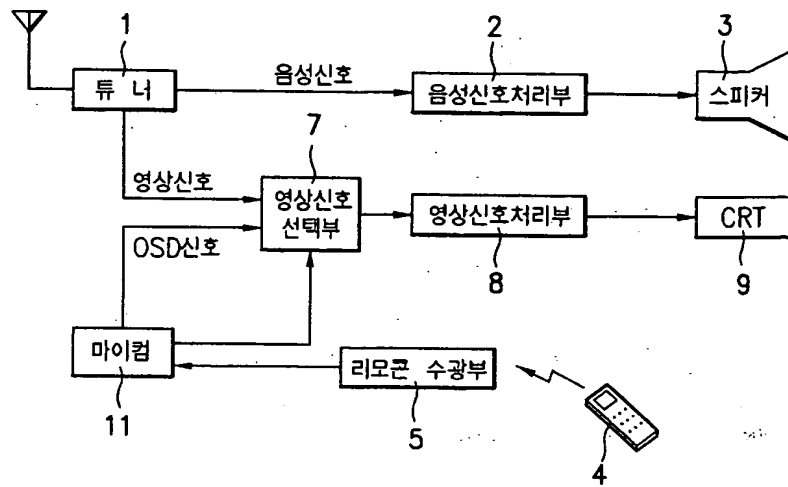 1
튜 너
음성신호
2
음성신호처리부
3
스피커
영상신호
7
영상신호
선택부
영상신호처리부
8
CRT
9
OSD신호
마이컴
11
리모콘 수광부
5
4